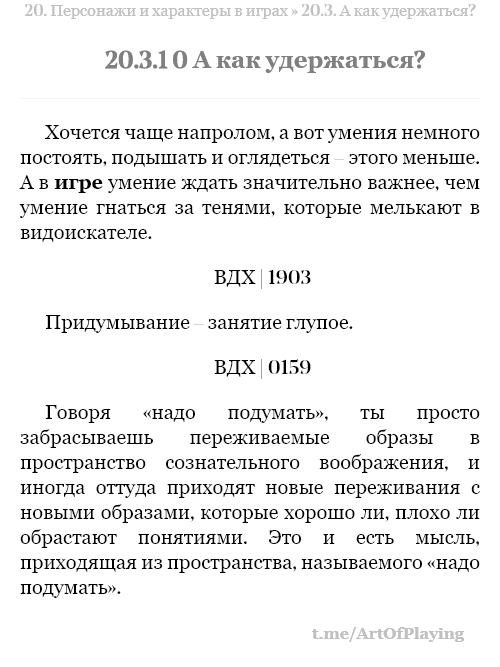 20. Персонажи и характеры в играх » 20.3. А как удержаться?
20.3.1 0 А как удержаться?
Хочется чаще напролом, а вот умения немного
постоять, подышать и оглядеться – этого меньше.
А в игре умение ждать значительно важнее, чем
умение гнаться за тенями, которые мелькают в
видоискателе.
ВДХ | 1903
Придумывание – занятие глупое.
ВДХ | 0159
Говоря «надо подумать», ты просто
забрасываешь переживаемые образы в
пространство сознательного воображения, и
иногда оттуда приходят новые переживания с
новыми образами, которые хорошо ли, плохо ли
обрастают понятиями. Это и есть мысль,
приходящая из пространства, называемого «надо
подумать».
t.me/ArtOfPlaying